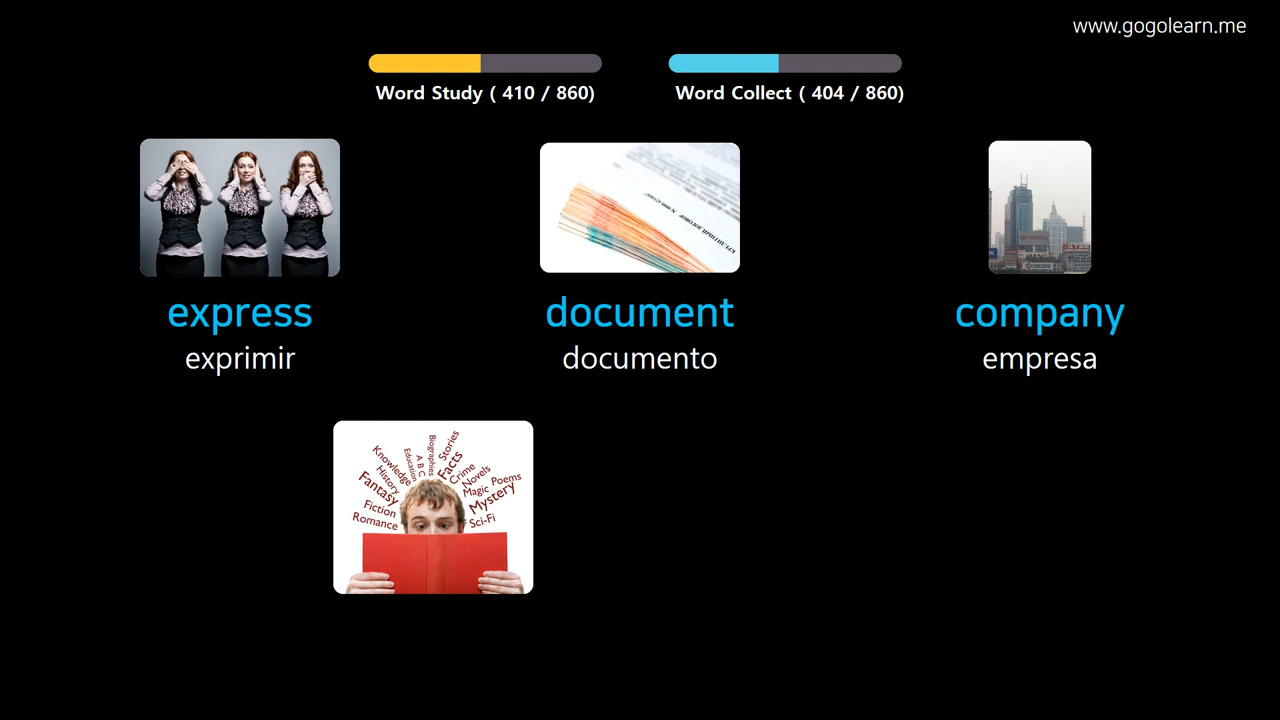 www.gogolearn.me
Word Study ( 410 / 860)
Word Collect ( 404 / 860)
express
document
company
exprimir
documento
empresa
Stories
Biographies
Facts
A B C
Education
Crime
Knowledge
Novels
History
Poems
Magic
Fantasy
Mystery
Fiction
Romance
Sci-Fi